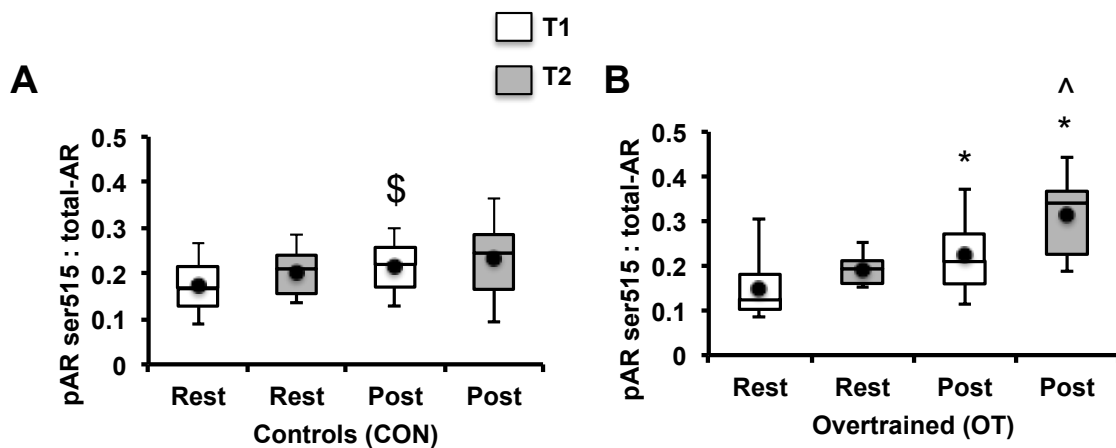 T1
T2
A
pAR ser515 : total-AR
0.5
0.4
0.3
0.2
0.1
0
$
Rest Rest Post Post
Controls (CON)
B
pAR ser515 : total-AR
0.5
0.4
0.3
0.2
0.1
0
*
^
*
Rest Rest Post Post
Overtrained (OT)